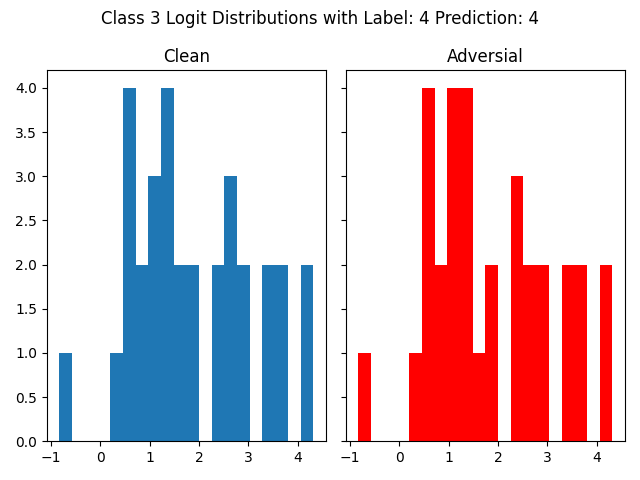 Class 3 Logit Distributions with Label: 4 Prediction: 4
Clean
Adversial
4.0
3.5
3.0
2.5
2.0
1.5
1.0
0.5
0.0
−1 0 1 2 3 4
−1 0 1 2 3 4